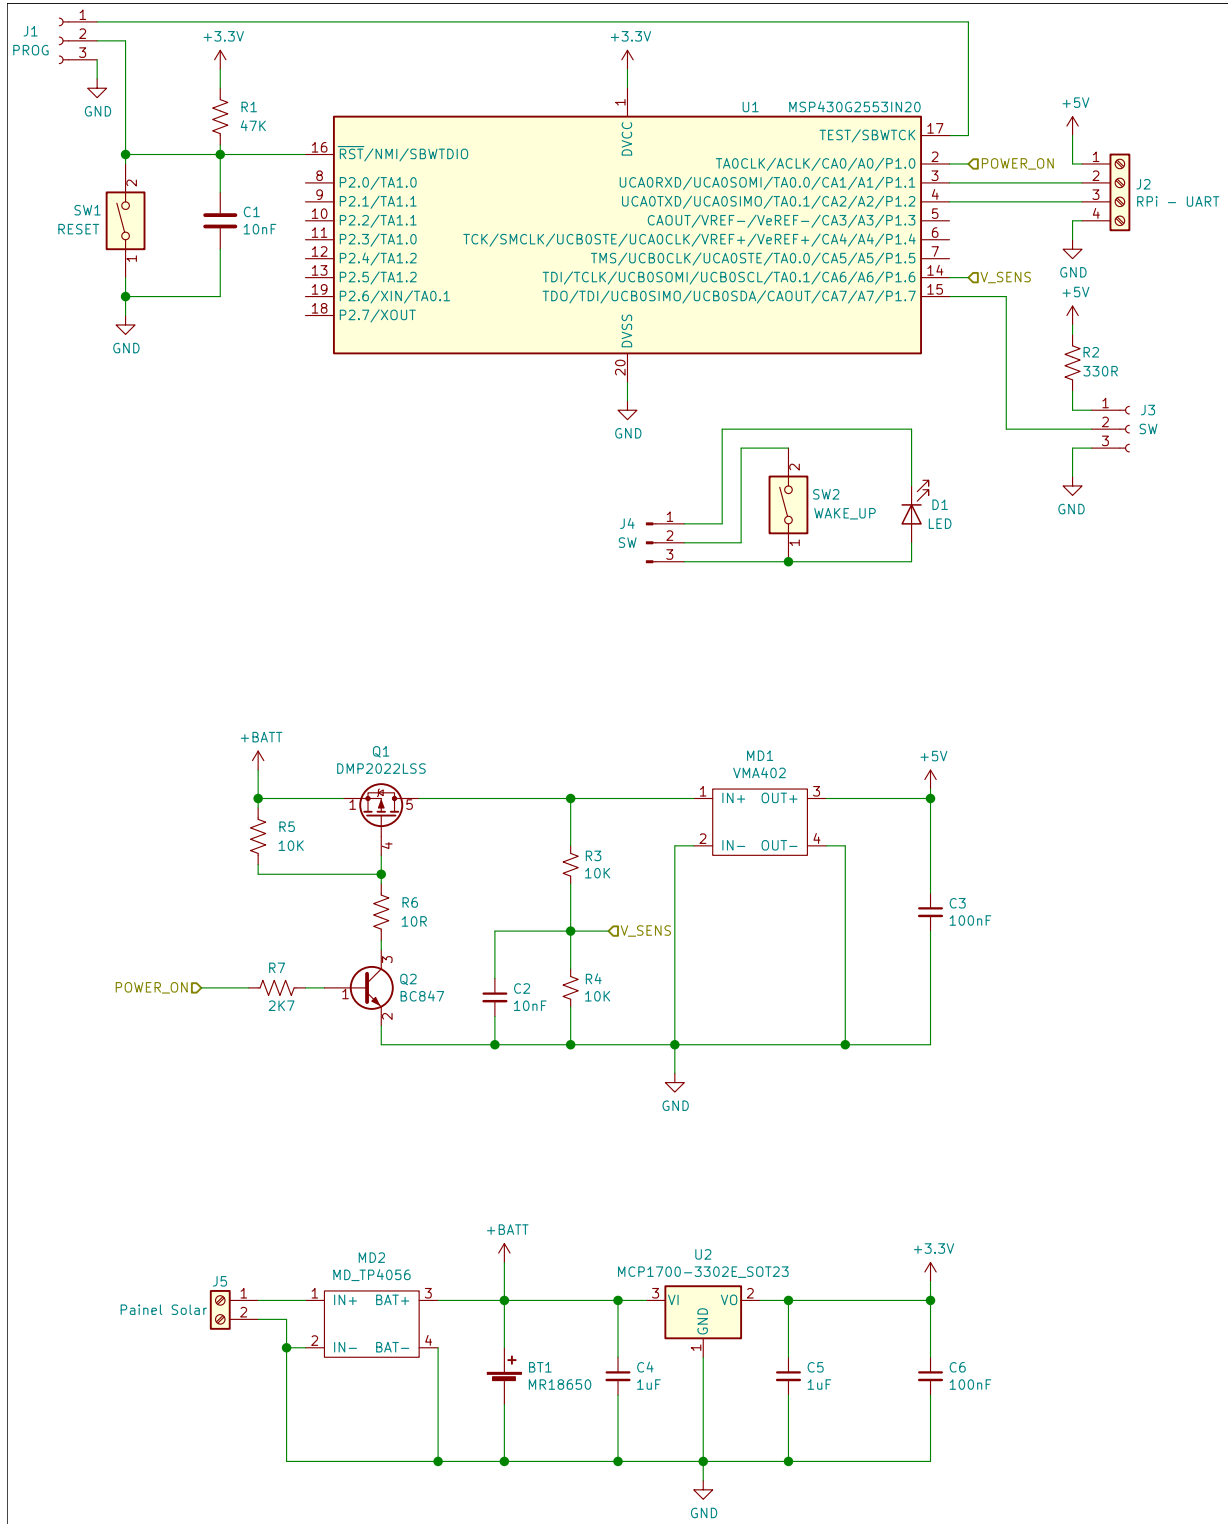 J1
PROG
1
2
3
GND
+3.3V
R1
47K
SW1
RESET
2
1
GND
C1
10nF
+3.3V
U1 MSP430G2553IN20
1
DVCC
16 RST/NMI/SBWTDIO
8 P2.0/TA1.0
9 P2.1/TA1.1
10 P2.2/TA1.1
11 P2.3/TA1.0
12 P2.4/TA1.2
13 P2.5/TA1.2
19 P2.6/XIN/TA0.1
18 P2.7/XOUT
TEST/SBWTCK 17
TA0CLK/ACLK/CA0/A0/P1.0 2
UCA0RXD/UCA0SOMI/TA0.0/CA1/A1/P1.1 3
UCA0TXD/UCA0SIMO/TA0.1/CA2/A2/P1.2 4
CAOUT/VREF-/VeREF-/CA3/A3/P1.3 5
TCK/SMCLK/UCB0STE/UCA0CLK/VREF+/VeREF+/CA4/A4/P1.4 6
TMS/UCB0CLK/UCA0STE/TA0.0/CA5/A5/P1.5 7
TDI/TCLK/UCB0SOMI/UCB0SCL/TA0.1/CA6/A6/P1.6 14
TDO/TDI/UCB0SIMO/UCB0SDA/CAOUT/CA7/A7/P1.7 15
DVSS
20
GND
POWER_ON
V_SENS
+5V
1
2
3
4
J2
RPi - UART
GND
+5V
R2
330R
1
2
3
J3
SW
GND
J4
SW
1
2
3
2
1
SW2
WAKE_UP
D1
LED
+BATT
Q1
DMP2022LSS
1
5
4
R5
10K
R6
10R
POWER_ON
R7
2K7
1
3
2
Q2
BC847
R3
10K
V_SENS
R4
10K
C2
10nF
MD1
VMA402
1 IN+ OUT+ 3
2 IN- OUT- 4
+5V
C3
100nF
GND
J5
Painel Solar
1
2
MD2
MD_TP4056
1 IN+ BAT+ 3
2 IN- BAT- 4
+BATT
+
BT1
MR18650
C4
1uF
U2
MCP1700-3302E_SOT23
3 VI VO 2
GND
1
C5
1uF
+3.3V
C6
100nF
GND